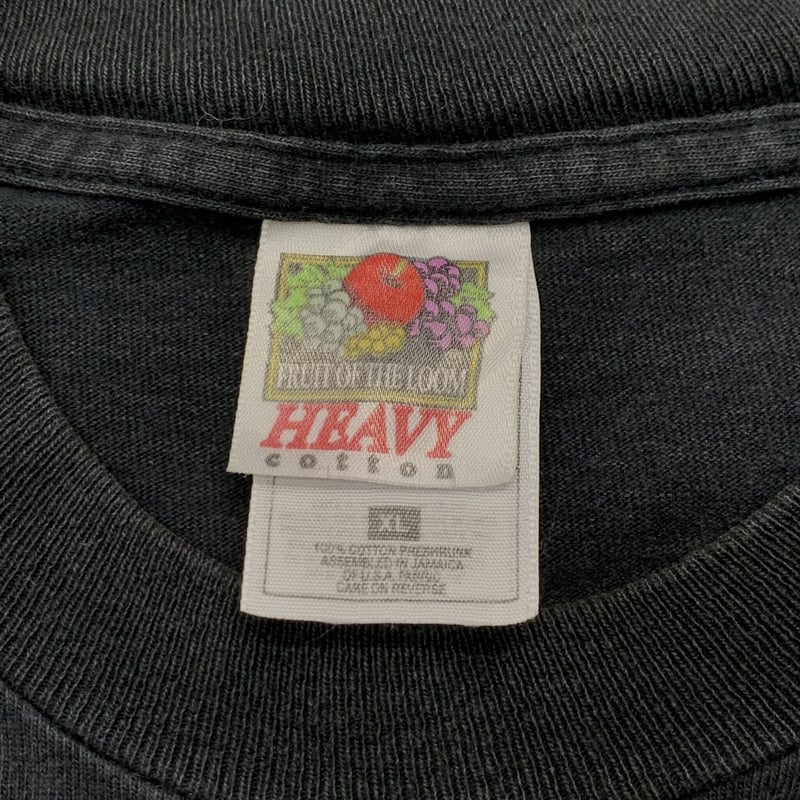 FRUIT OF THE LOOM
HEAVY
cotton
XL
100% COTTON PRESHRUNK
ASSEMBLED IN JAMAICA
OF U.S.A. FABRIC
CARE ON REVERSE